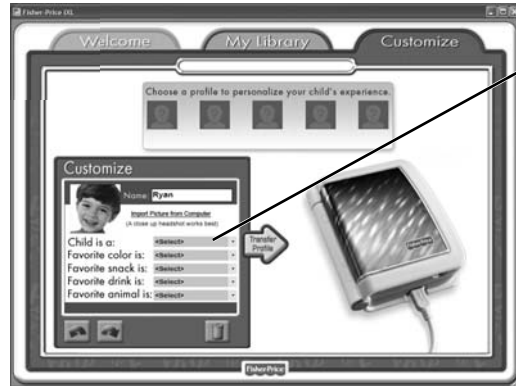 Fisher-Price iXL
Welcome
My Library
Customize
Choose a profile to personalize your child's experience.
Customize
Name:
Ryan
Import Picture from Computer
(A close up headshot works best)
Child is a: <Select>
Favorite color is: <Select>
Favorite snack is: <Select>
Favorite drink is: <Select>
Favorite animal is: <Select>
Transfer
Profile
Fisher-Price